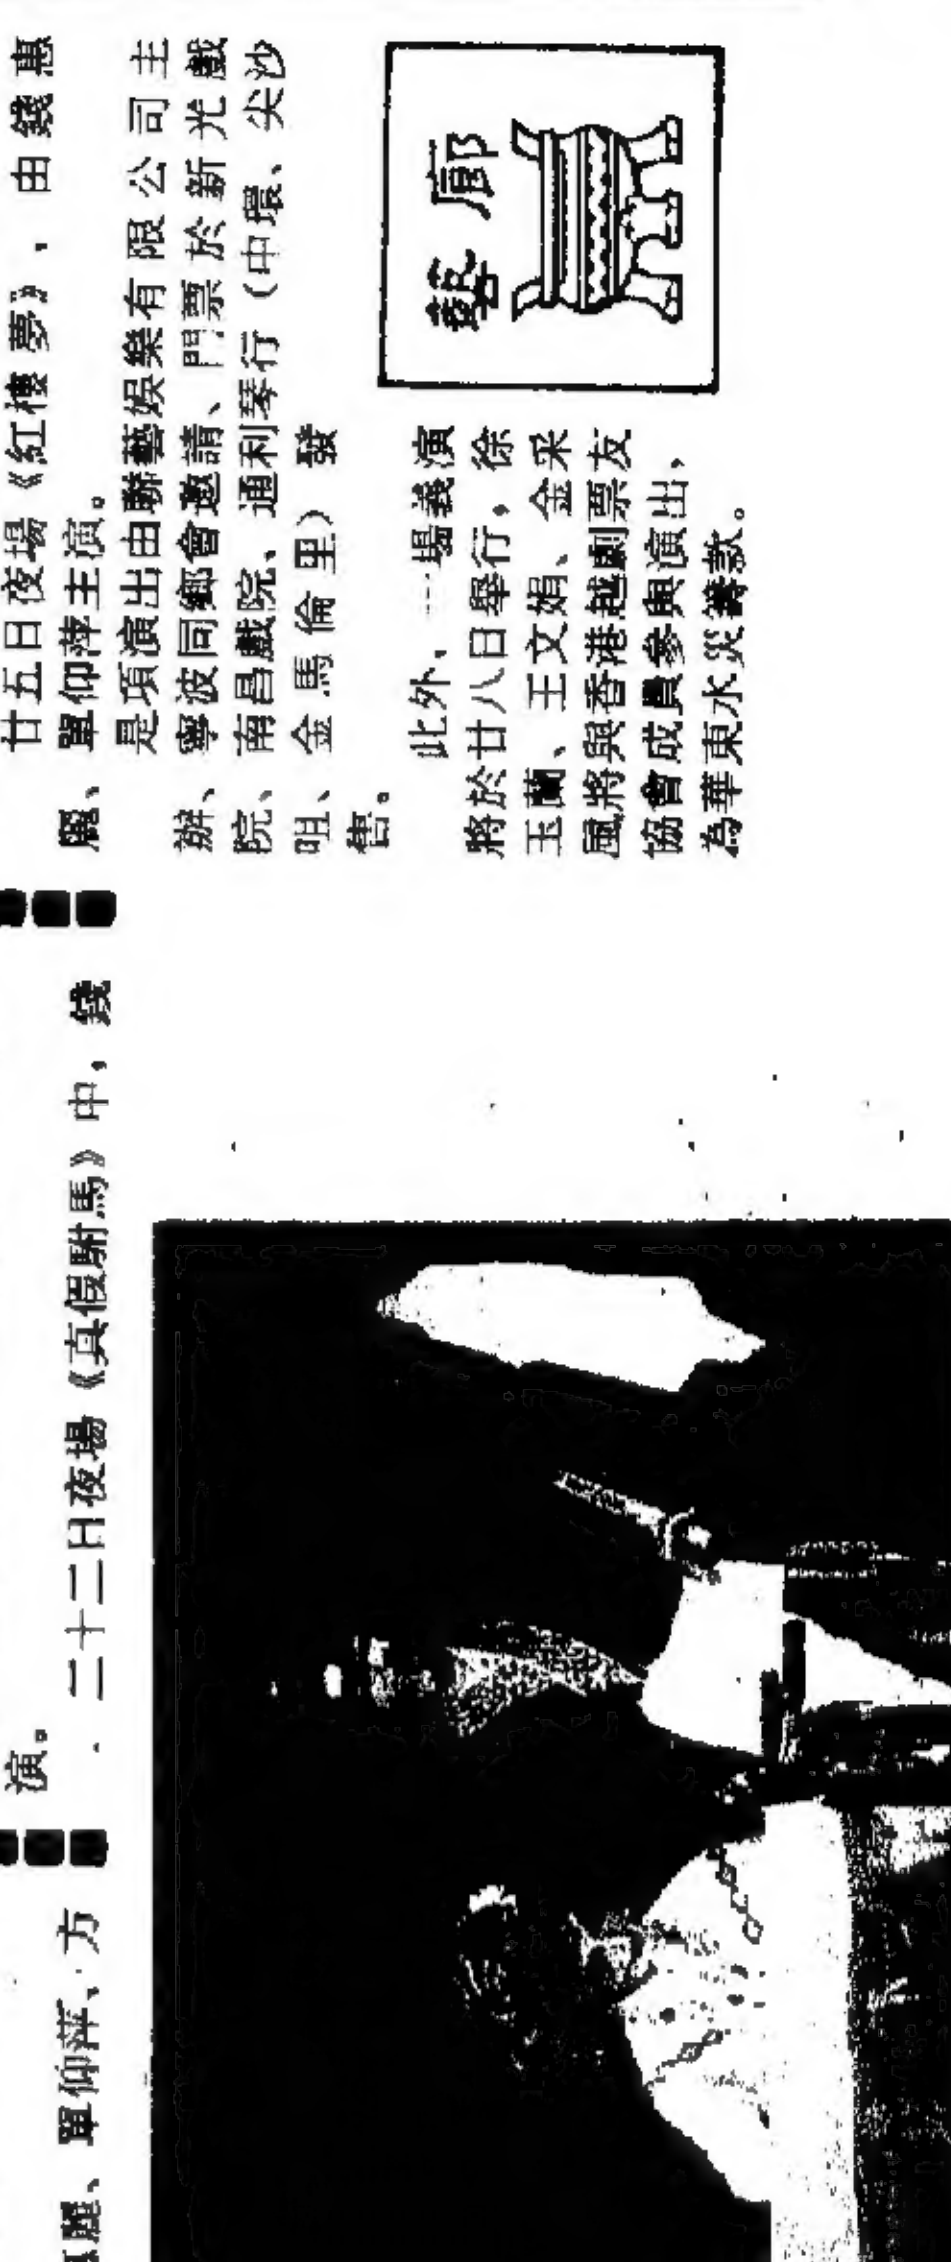 麗、單仰萍、方
演。
二十二日夜場《真假駙馬》中，錢
廿五日夜場《紅樓夢》，由錢惠
麗、單仰萍主演。
是項演出由聯藝娛樂有限公司主
辦、寧波同鄉會邀請、門票於新光戲
院、南昌戲院、通利琴行（中環、尖沙
咀、金馬倫里）發
售。
此外、一場義演
將於廿八日舉行，徐
玉蘭、王文娟、金采
風將與香港越劇票友
協會成員參與演出，
為華東水災籌款。
藝廊